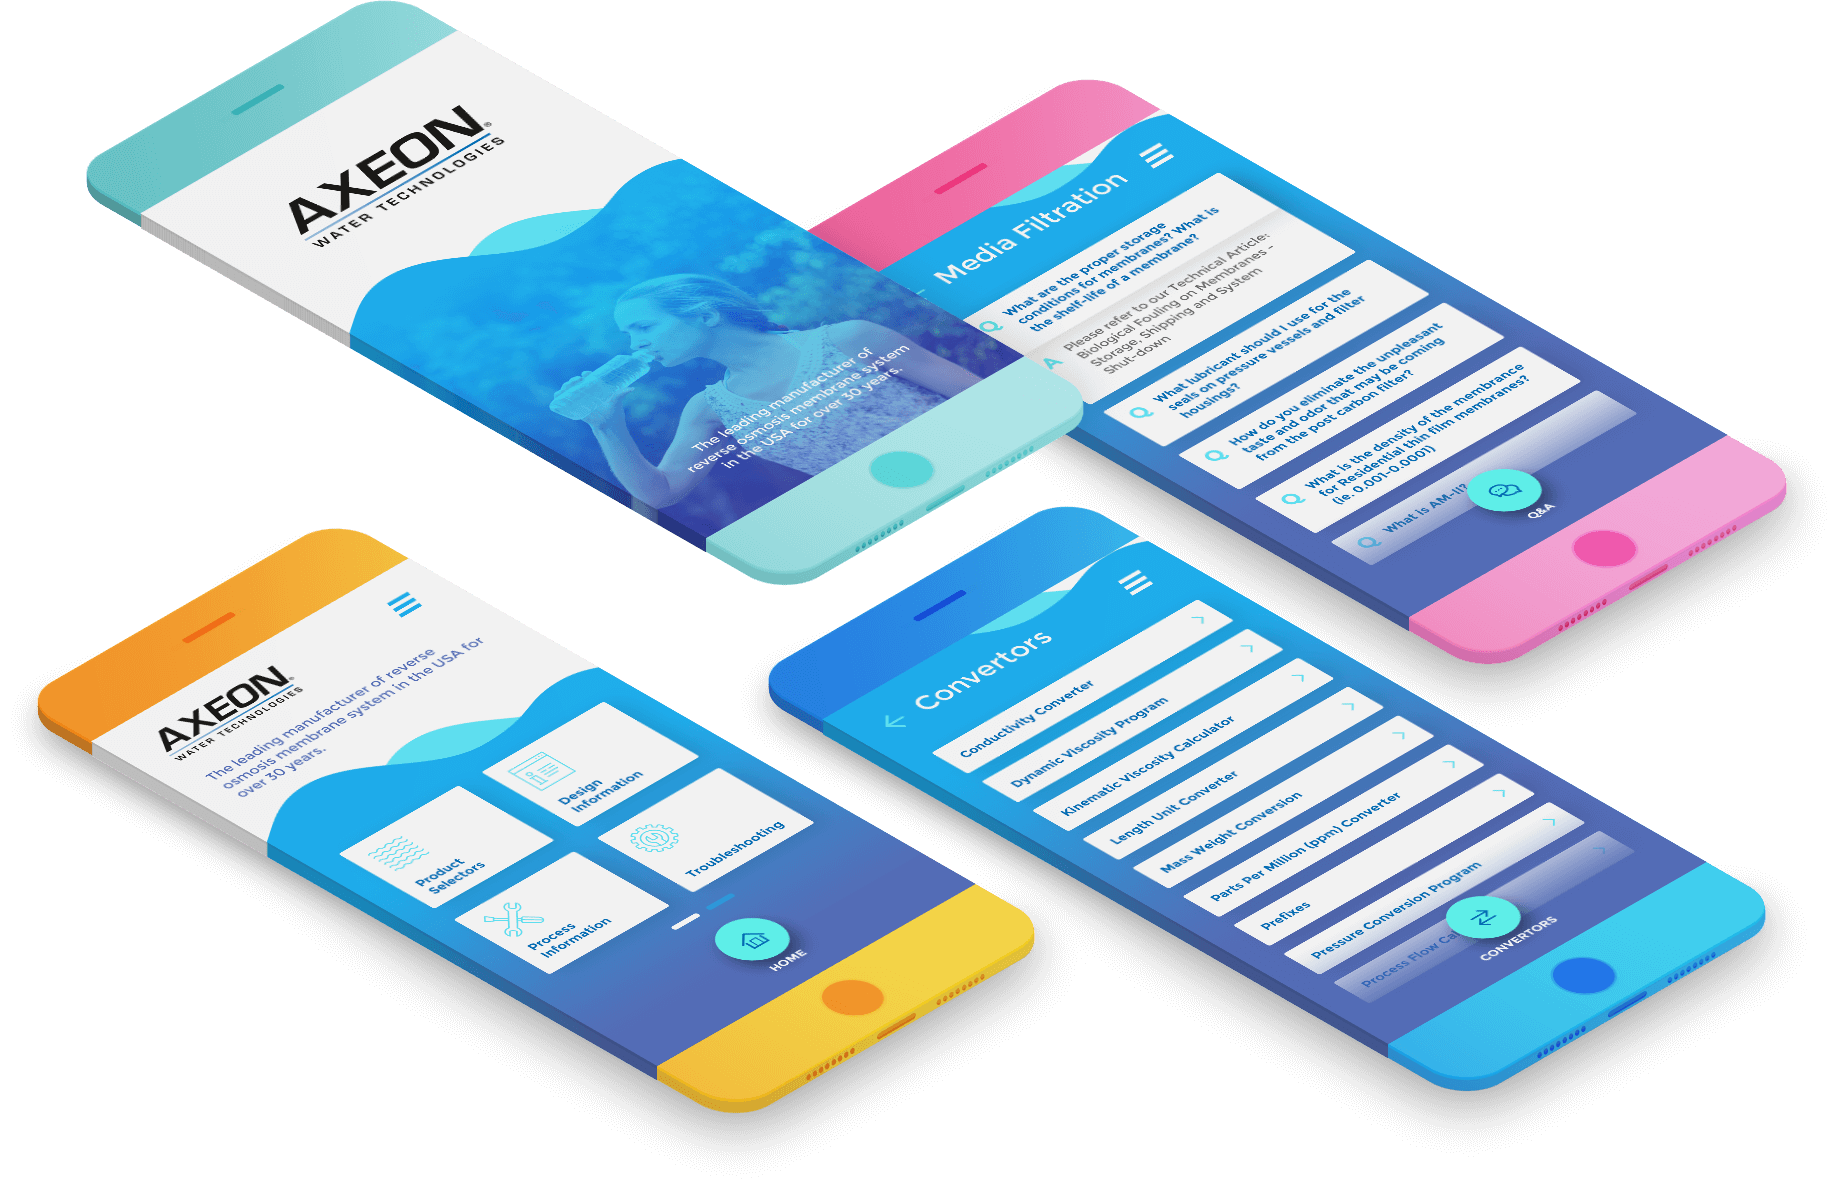 AXEON®
WATER TECHNOLOGIES
The leading manufacturer of
reverse osmosis membrane system
in the USA for over 30 years.
Media Filtration
Q
What are the proper storage
conditions for membranes? What is
the shelf-life of a membrane?
A
Please refer to our Technical Article:
Biological Fouling on Membranes -
Storage, Shipping and System
Shut-down
Q
What lubricant should I use for the
seals on pressure vessels and filter
housings?
Q
How do you eliminate the unpleasant
taste and odor that may be coming
from the post carbon filter?
Q
What is the density of the membrance
for Residential thin film membranes?
(ie. 0.001-0.0001)
Q
What is
Q&A
AXEON®
WATER TECHNOLOGIES
The leading manufacturer of reverse
osmosis membrane system in the USA for
over 30 years.
Product
Selectors
Design
Information
Process
Information
Troubleshooting
HOME
Convertors
Conductivity Converter
Dynamic Viscosity Program
Kinematic Viscosity Calculator
Length Unit Converter
Mass Weight Conversion
Parts Per Million (ppm) Converter
Prefixes
Pressure Conversion Program
Process Flow
CONVERTORS